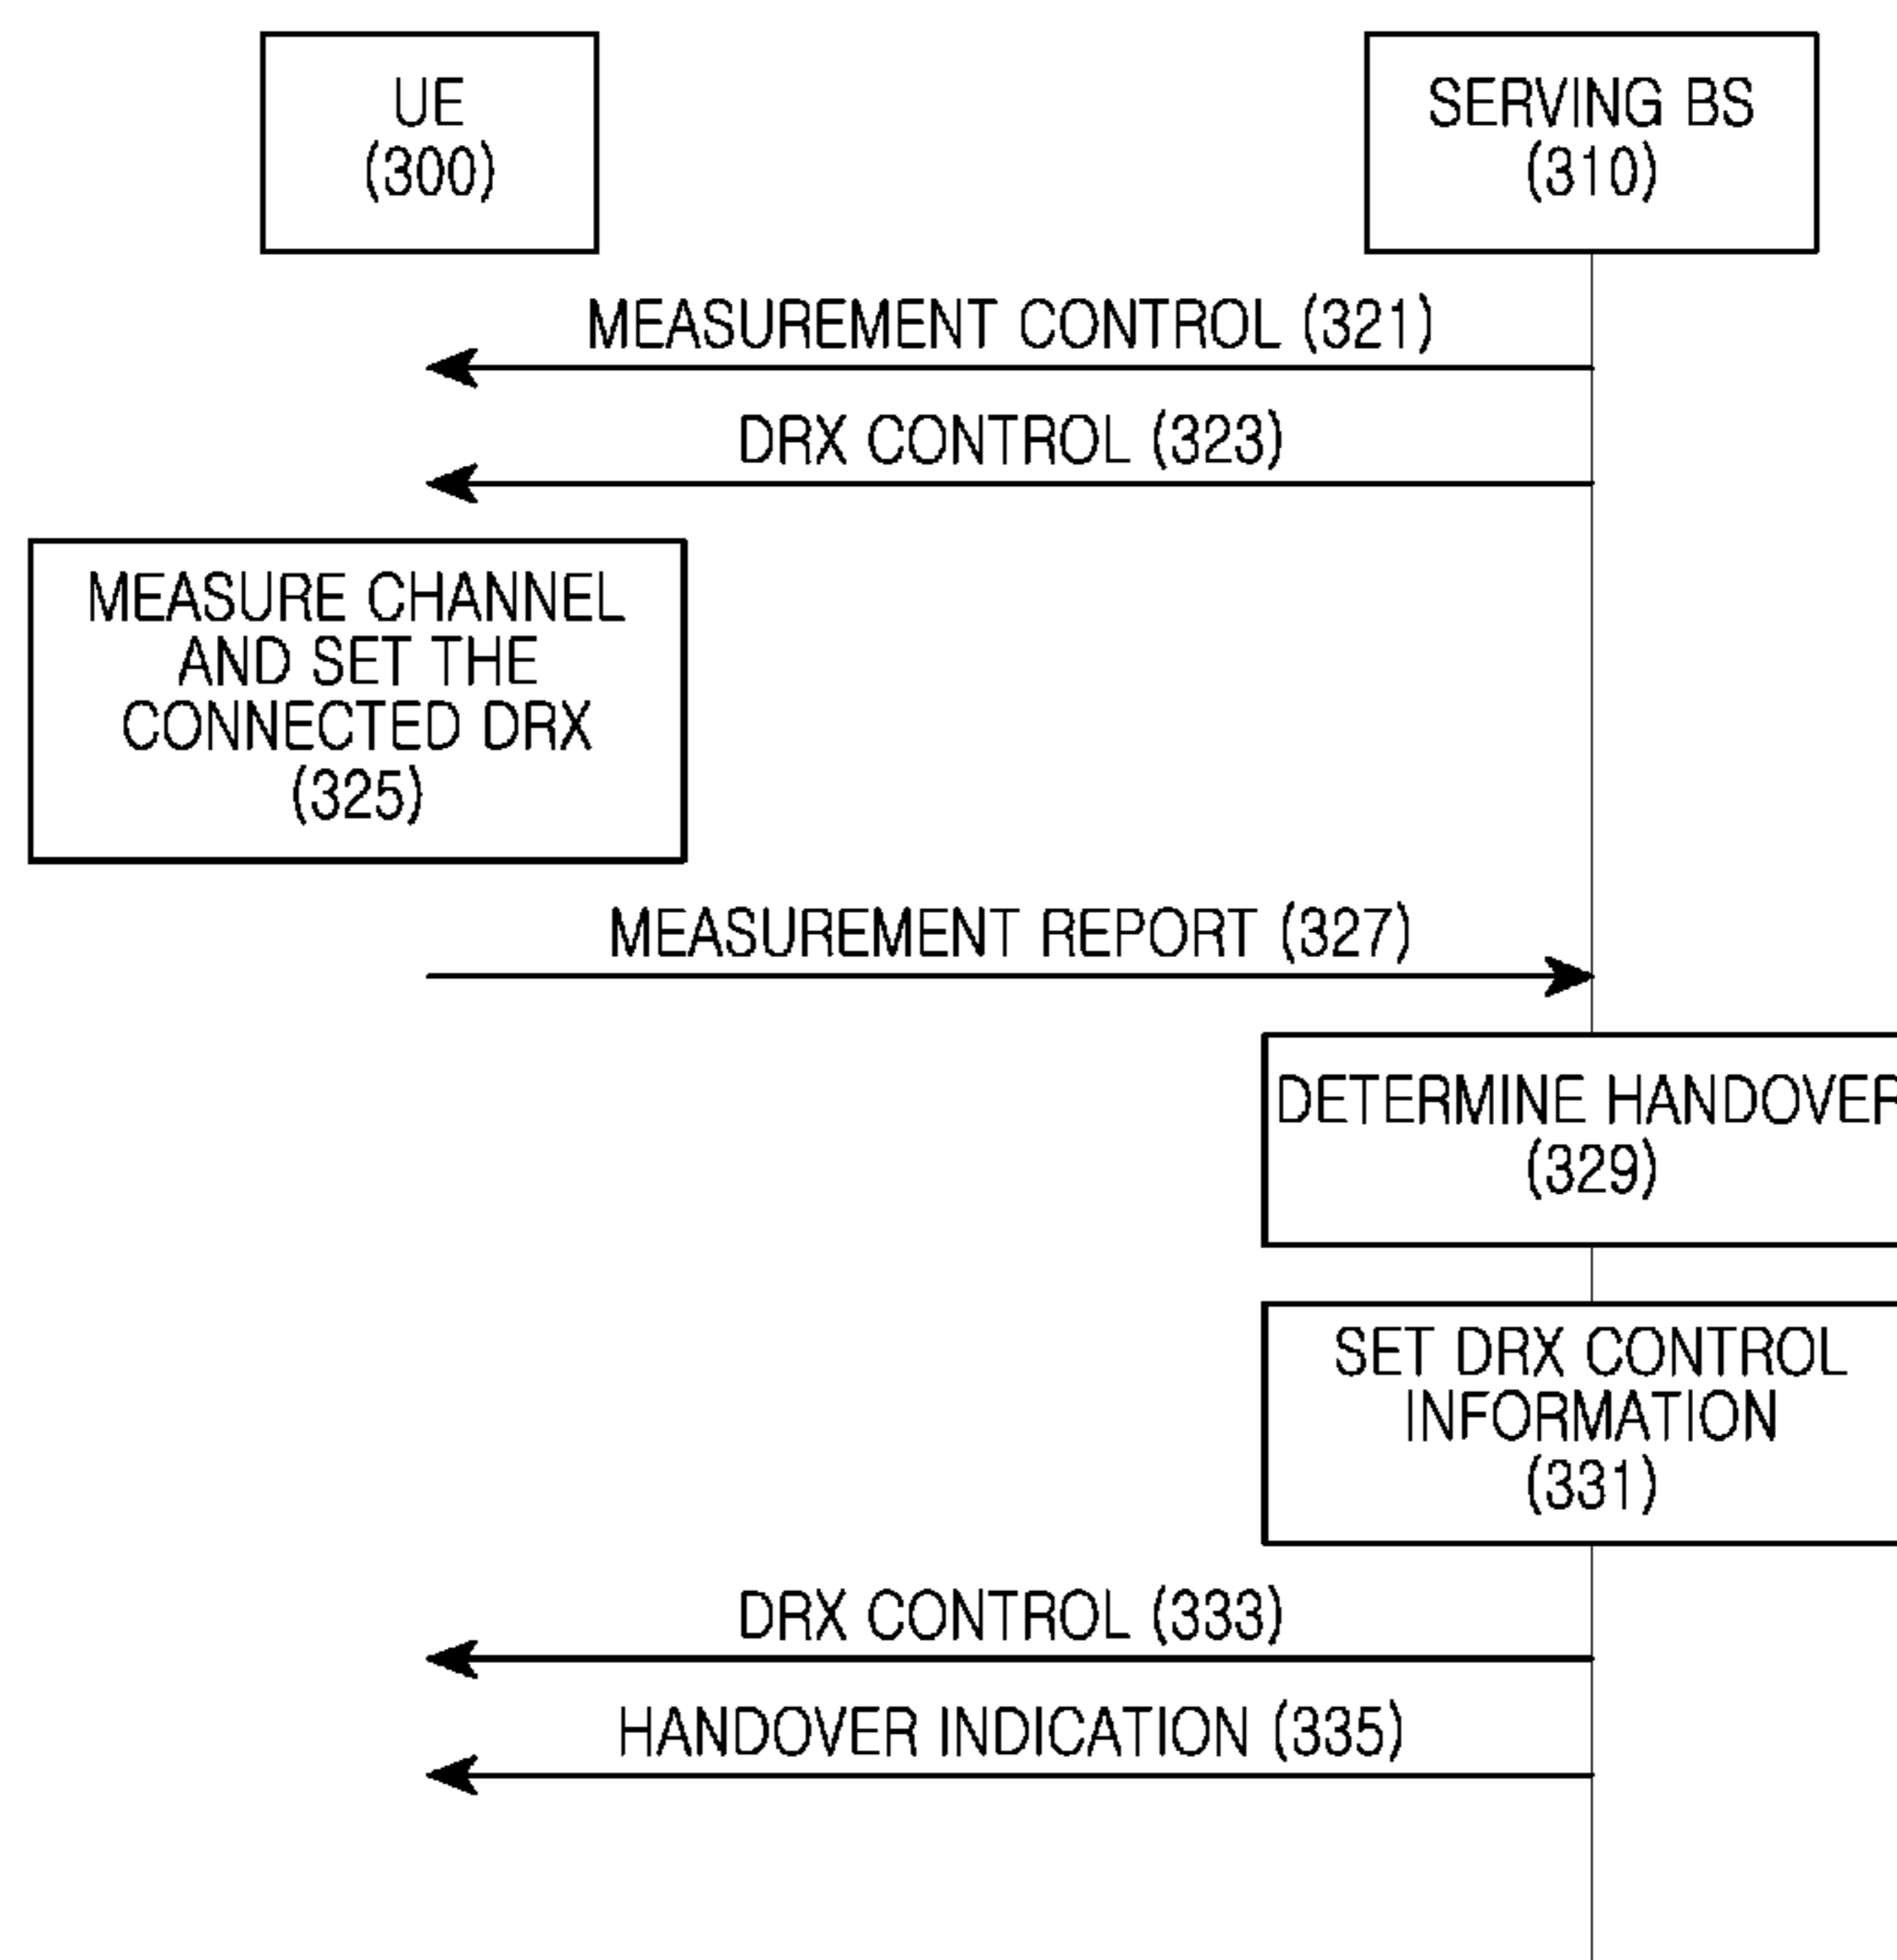 UE
(300)
SERVING BS
(310)
MEASUREMENT CONTROL (321)
DRX CONTROL (323)
MEASURE CHANNEL
AND SET THE
CONNECTED DRX
(325)
MEASUREMENT REPORT (327)
DETERMINE HANDOVER
(329)
SET DRX CONTROL
INFORMATION
(331)
DRX CONTROL (333)
HANDOVER INDICATION (335)